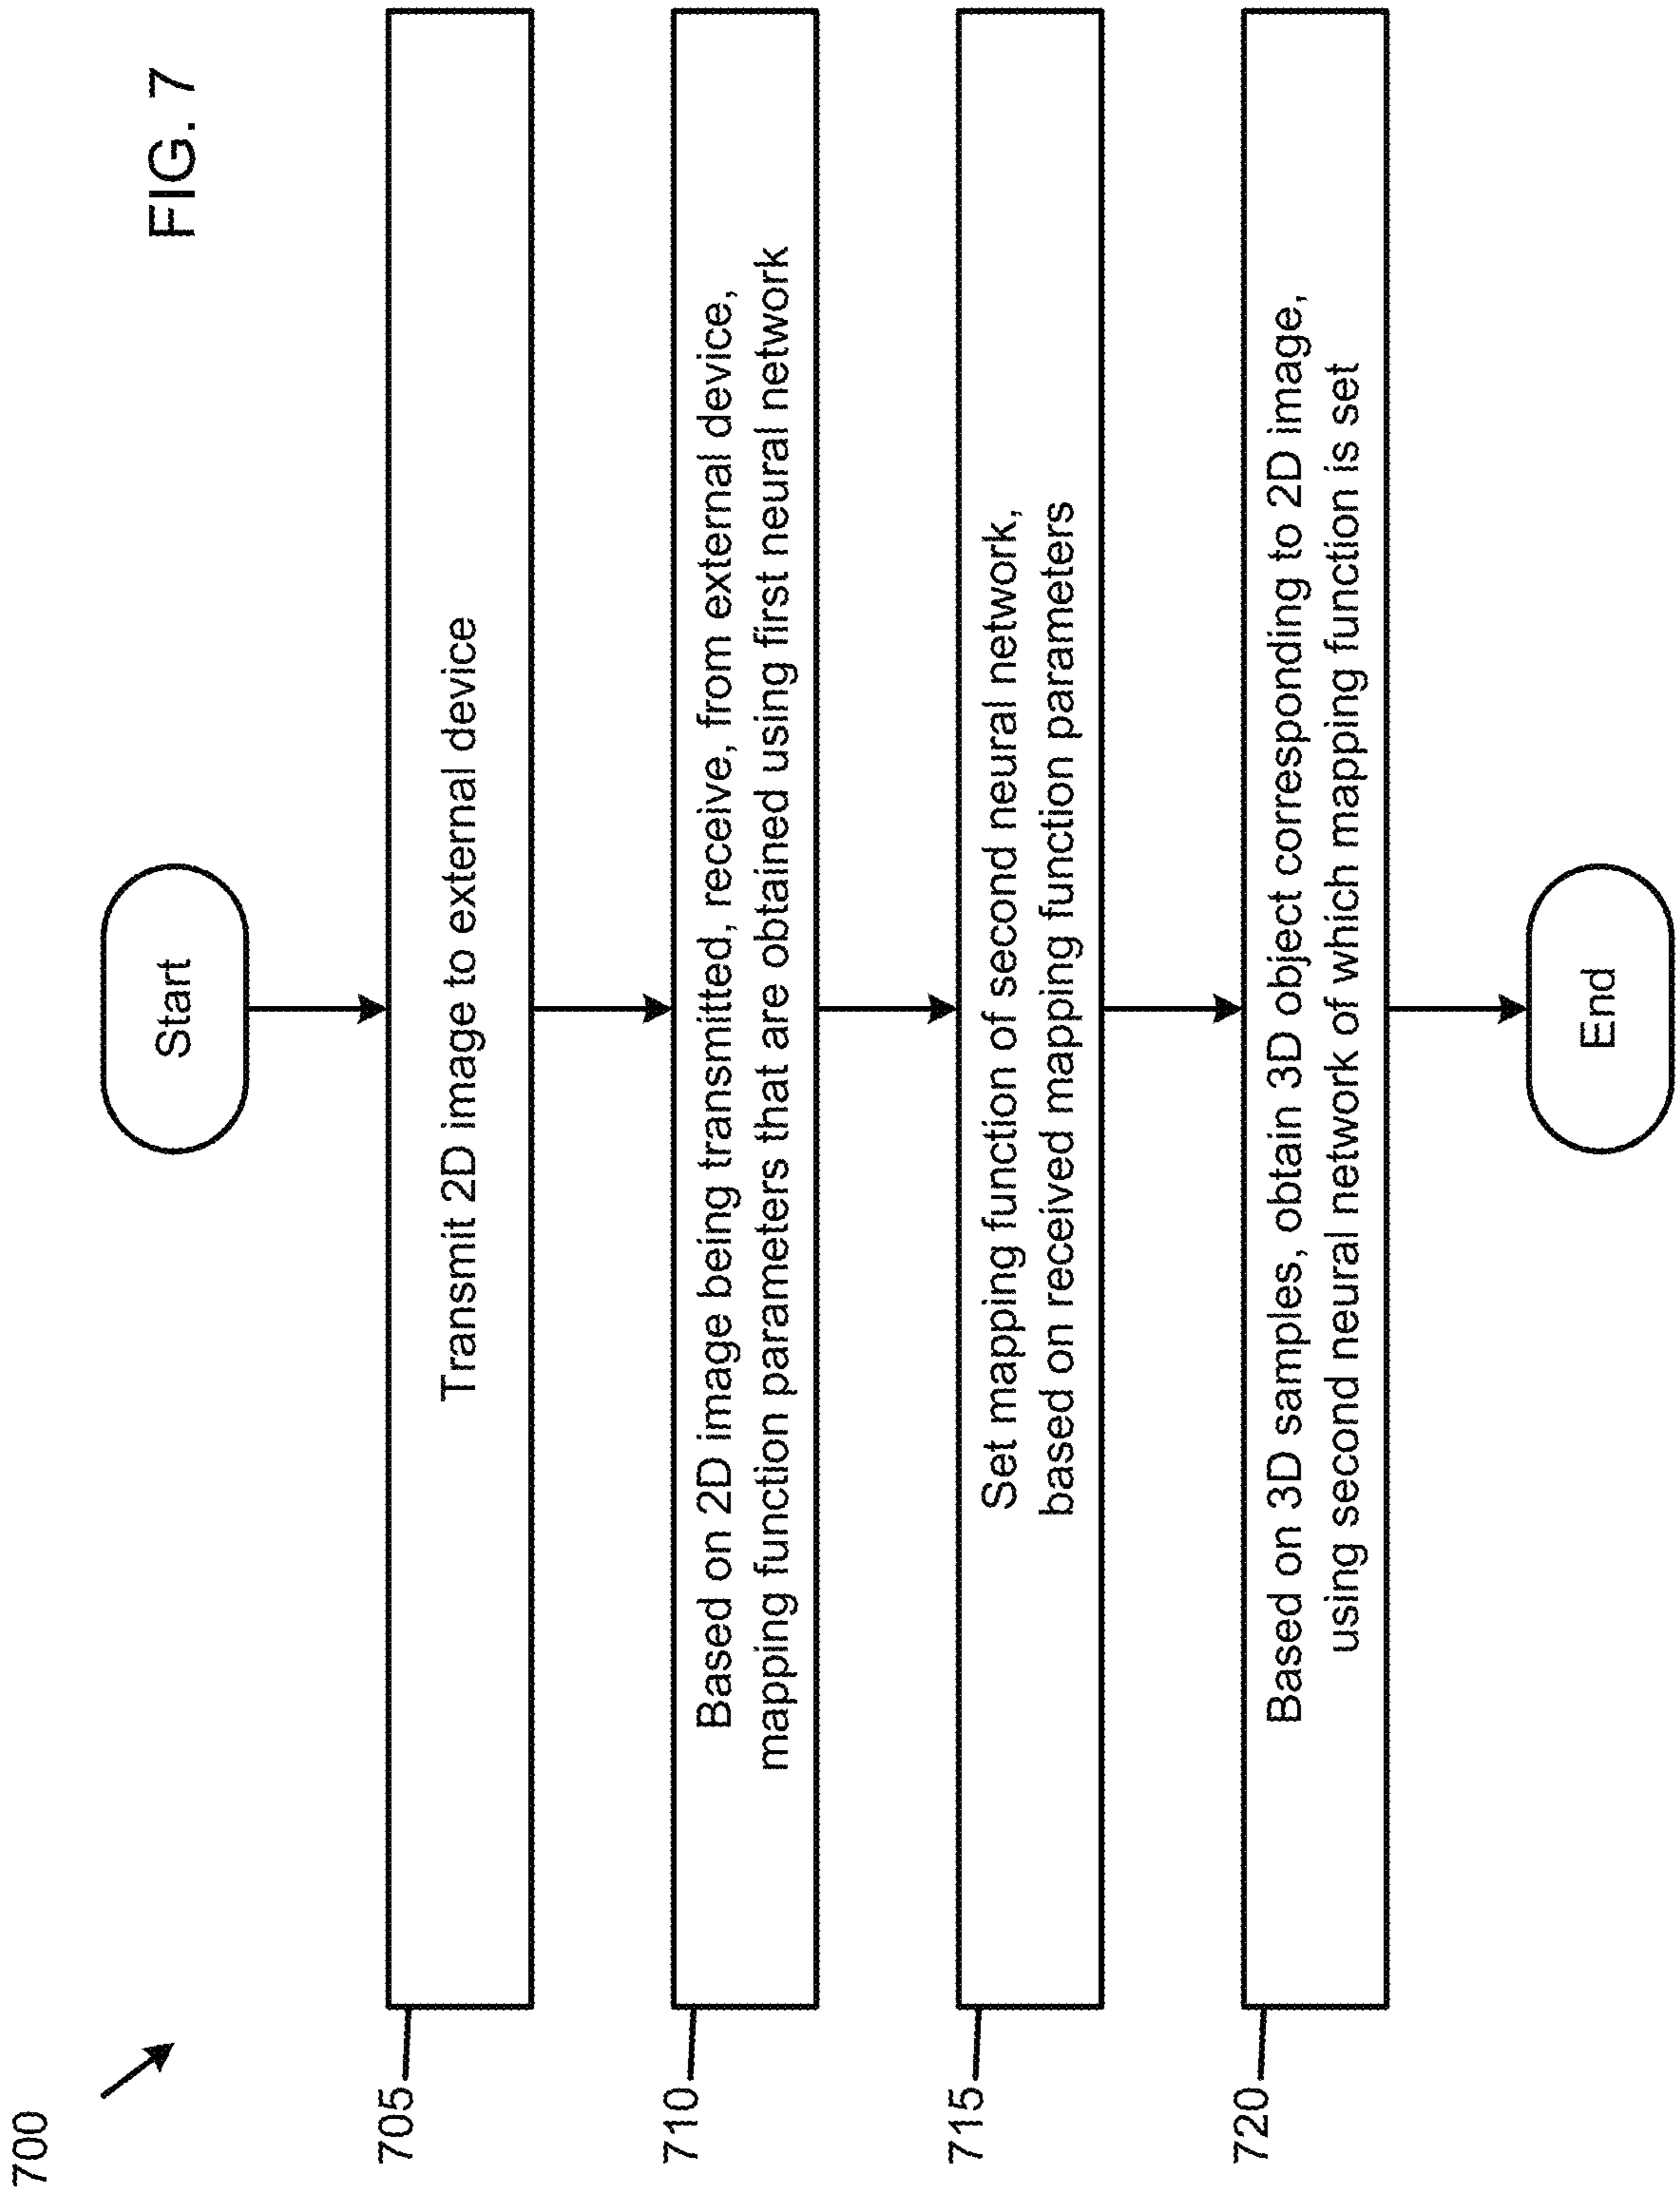 FIG. 7
700
Start
705
Transmit 2D image to external device
710
Based on 2D image being transmitted, receive, from external device,
mapping function parameters that are obtained using first neural network
715
Set mapping function of second neural network,
based on received mapping function parameters
720
Based on 3D samples, obtain 3D object corresponding to 2D image,
using second neural network of which mapping function is set
End